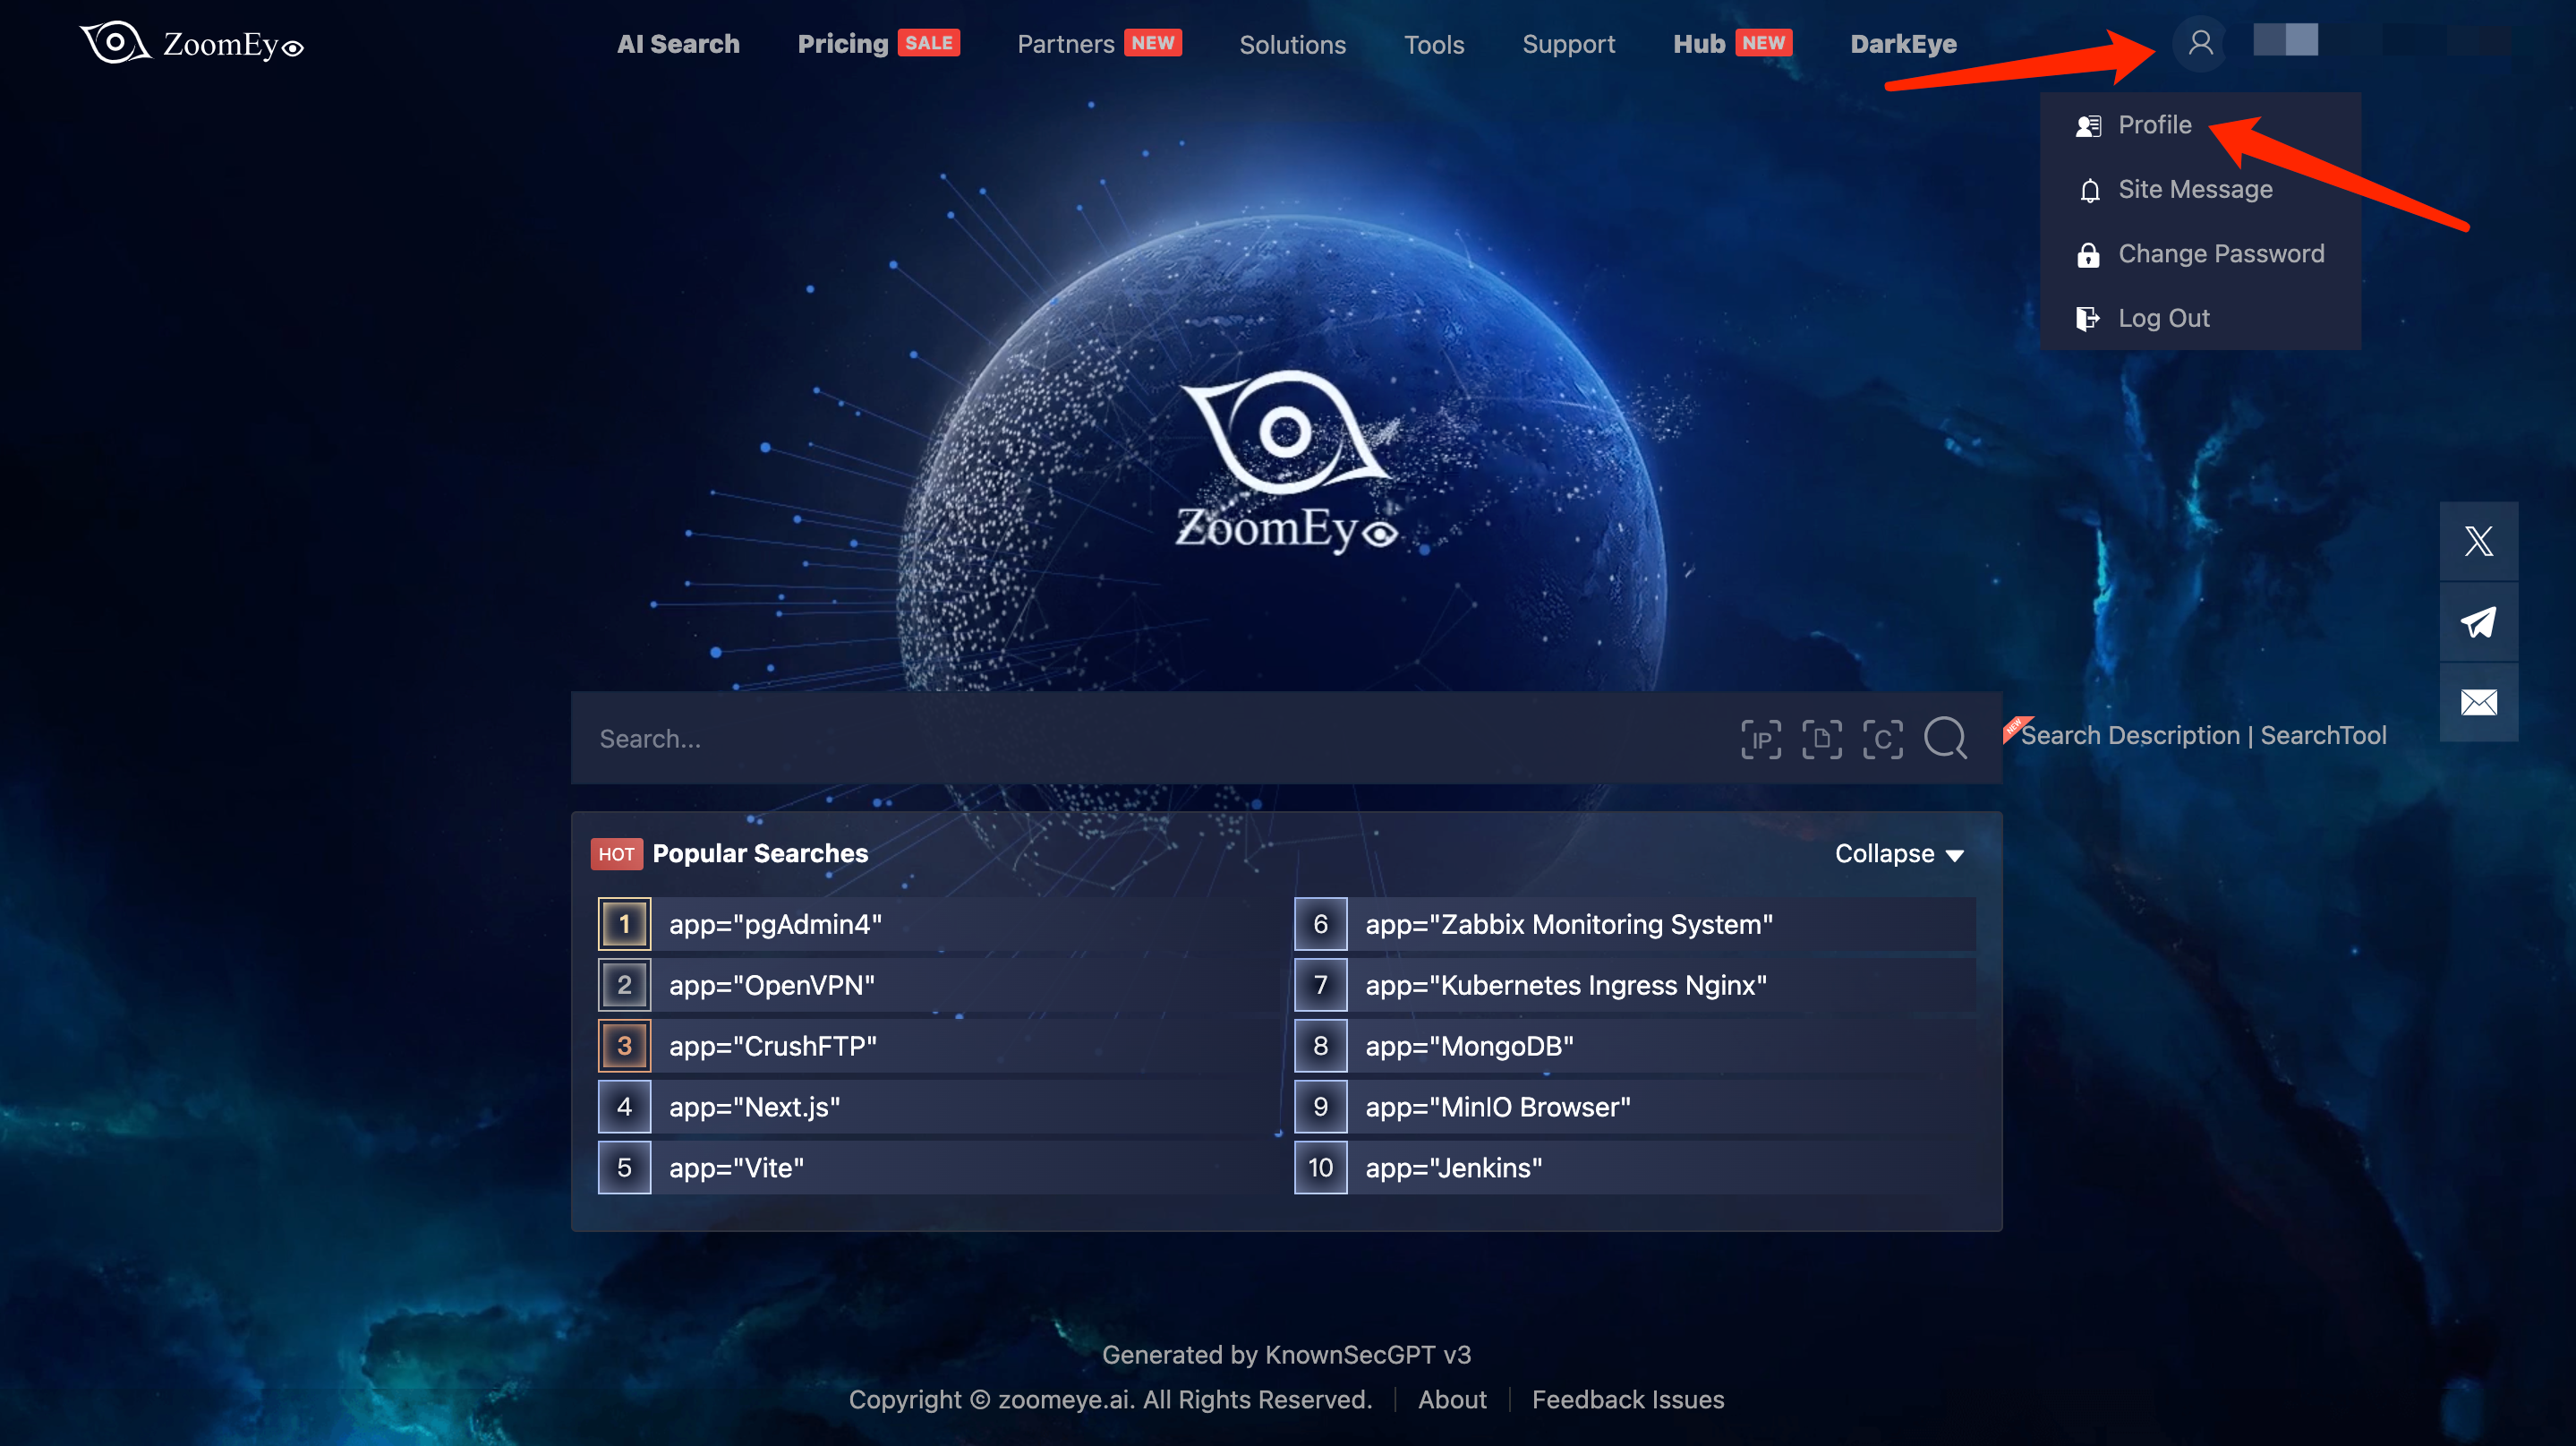 ZoomEye
AI Search
Pricing SALE
Partners NEW
Solutions
Tools
Support
Hub NEW
DarkEye
Profile
Site Message
Change Password
Log Out
ZoomEye
Search...
IP
C
NEW
Search Description | SearchTool
HOT Popular Searches
Collapse
1 app="pgAdmin4"
2 app="OpenVPN"
3 app="CrushFTP"
4 app="Next.js"
5 app="Vite"
6 app="Zabbix Monitoring System"
7 app="Kubernetes Ingress Nginx"
8 app="MongoDB"
9 app="MinIO Browser"
10 app="Jenkins"
Generated by KnownSecGPT v3
Copyright © zoomeye.ai. All Rights Reserved. | About | Feedback Issues